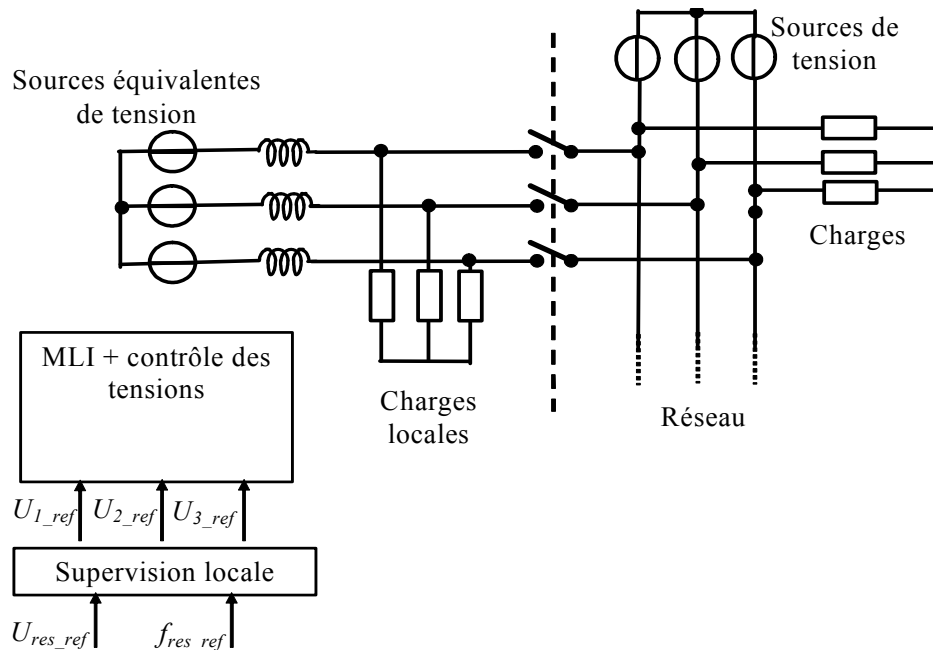 Sources de
tension
Sources équivalentes
de tension
Charges
MLI + contrôle des
tensions
Charges
locales
Réseau
U1_ref U2_ref U3_ref
Supervision locale
Ures_ref fres_ref